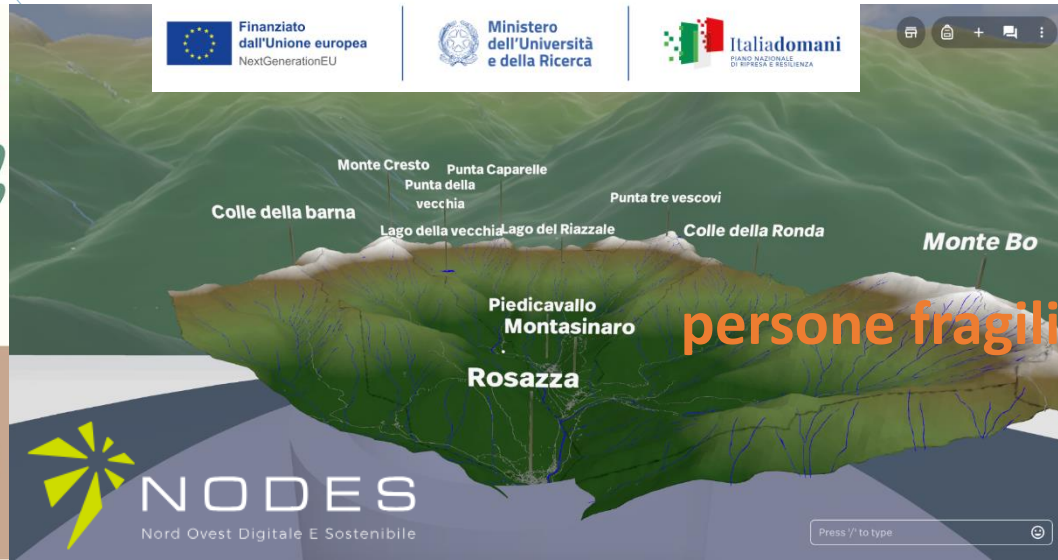 Finanziato
dall'Unione europea
NextGenerationEU
Ministero
dell'Università
e della Ricerca
Italiadomani
PIANO NAZIONALE
DI RIPRESA E RESILIENZA
Monte Cresto
Punta Caparelle
Punta della
vecchia
Punta tre vescovi
Colle della barna
Lago della vecchia
Lago del Riazzale
Colle della Ronda
Monte Bo
Piedicavallo
Montasinaro
persone fragili
Rosazza
NODES
Nord Ovest Digitale E Sostenibile
Press '/' to type